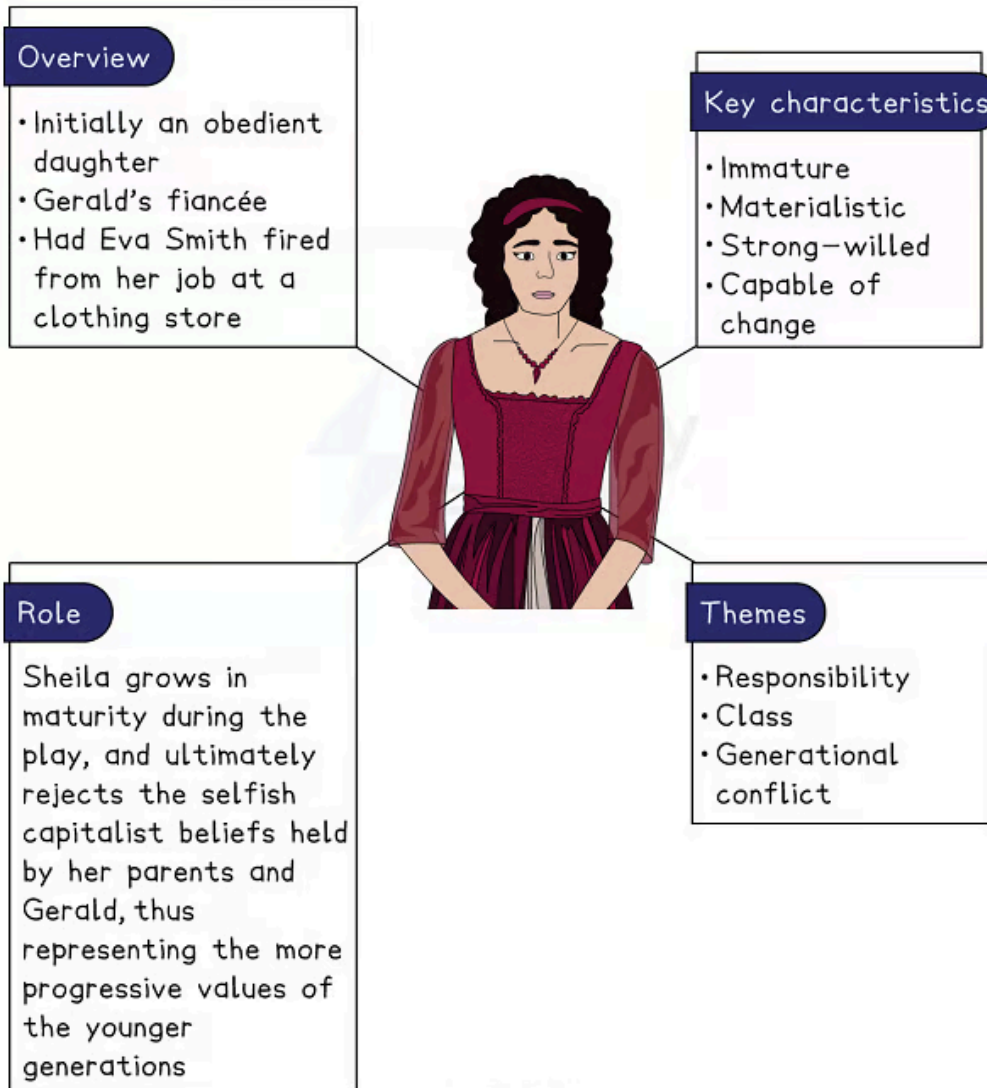 Overview
• Initially an obedient
daughter
• Gerald's fiancée
• Had Eva Smith fired
from her job at a
clothing store
Key characteristics
• Immature
• Materialistic
• Strong-willed
• Capable of
change
Role
Sheila grows in
maturity during the
play, and ultimately
rejects the selfish
capitalist beliefs held
by her parents and
Gerald, thus
representing the more
progressive values of
the younger
generations
Themes
• Responsibility
• Class
• Generational
conflict